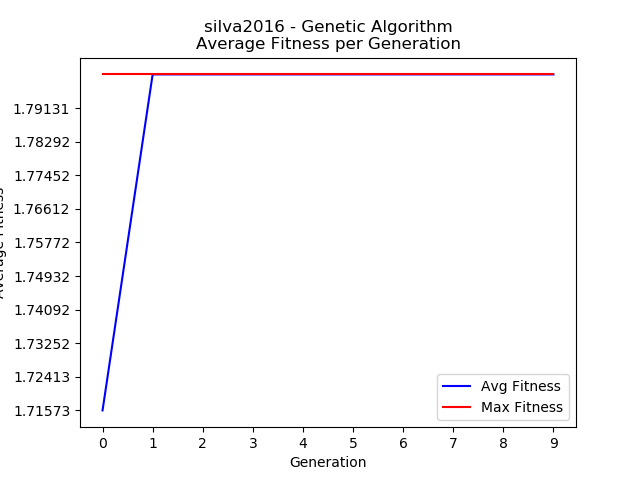 silva2016 - Genetic Algorithm
Average Fitness per Generation
1.79131
1.78292
1.77452
1.76612
1.75772
1.74932
1.74092
1.73252
1.72413
1.71573
Average Fitness
Avg Fitness
Max Fitness
0 1 2 3 4 5 6 7 8 9
Generation